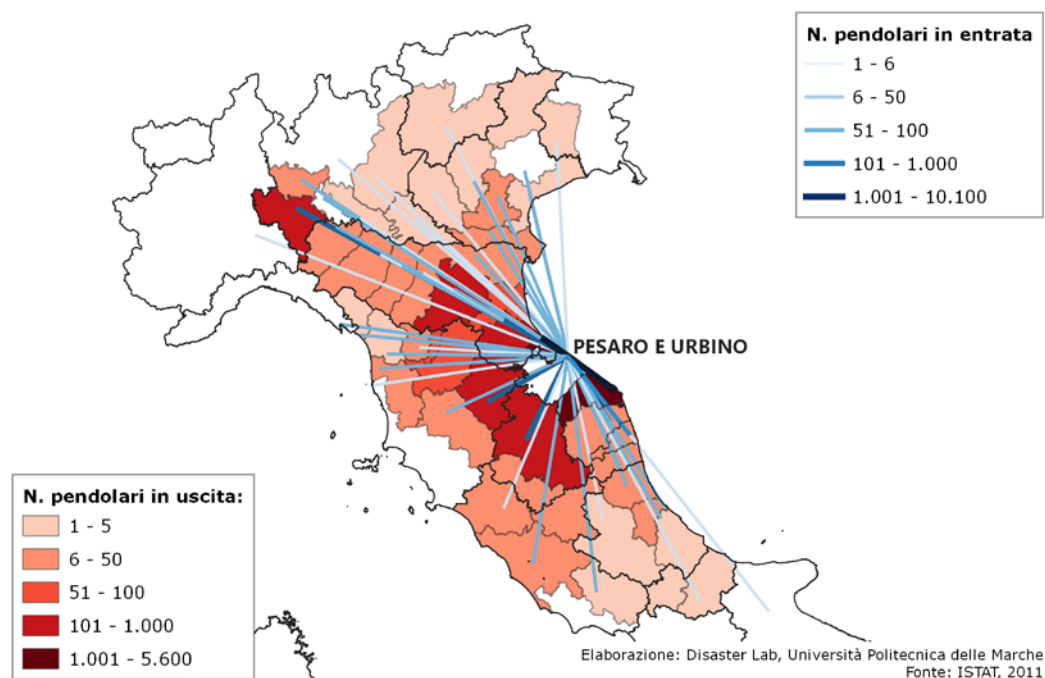 N. pendolari in entrata
1 - 6
6 - 50
51 - 100
101 - 1.000
1.001 - 10.100
PESARO E URBINO
N. pendolari in uscita:
1 - 5
6 - 50
51 - 100
101 - 1.000
1.001 - 5.600
Elaborazione: Disaster Lab, Università Politecnica delle Marche
Fonte: ISTAT, 2011